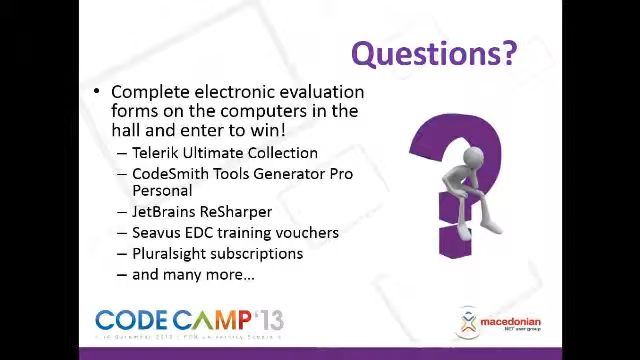 Questions?
• Complete electronic evaluation
forms on the computers in the
hall and enter to win!
– Telerik Ultimate Collection
– CodeSmith Tools Generator Pro
Personal
– JetBrains ReSharper
– Seavus EDC training vouchers
– Pluralsight subscriptions
– and many more...
CODE CAMP '13
macedonian
.NET user group